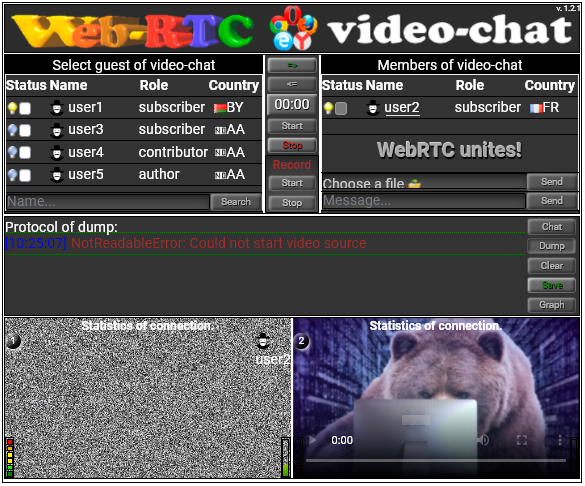 Web-RTC video-chat v. 1.2.1
Select guest of video-chat
Status Name Role Country
user1 subscriber BY
user3 subscriber AA
user4 contributor AA
user5 author AA
Name... Search
=>
<=
00:00
Start
Stop
Record
Start
Stop
Members of video-chat
Status Name Role Country
user2 subscriber FR
WebRTC unites!
Choose a file Send
Message... Send
Protocol of dump:
[10:25:07] NotReadableError: Could not start video source
Chat
Dump
Clear
Save
Graph
Statistics of connection.
1
user2
Statistics of connection.
2
0:00